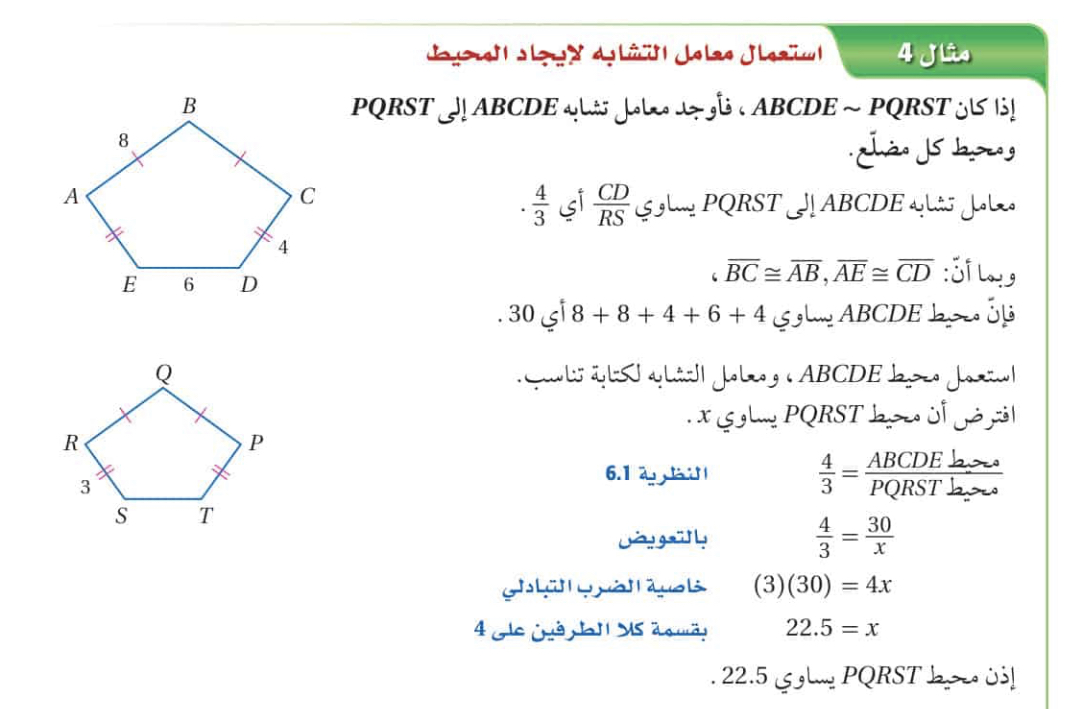 مثال 4 استعمال معامل التشابه لإيجاد المحيط
إذا كان ABCDE ~ PQRST ، فأوجد معامل تشابه ABCDE إلى PQRST
ومحيط كل مضلّع.
معامل تشابه ABCDE إلى PQRST يساوي CD/RS أي 4/3 .
وبما أنّ: BC ≅ AB, AE ≅ CD ،
فإنّ محيط ABCDE يساوي 8 + 8 + 4 + 6 + 4 أي 30 .
استعمل محيط ABCDE ، ومعامل التشابه لكتابة تناسب.
افترض أن محيط PQRST يساوي x .
4/3 = محيط ABCDE / محيط PQRST النظرية 6.1
4/3 = 30/x بالتعويض
(3)(30) = 4x خاصية الضرب التبادلي
22.5 = x بقسمة كلا الطرفين على 4
إذن محيط PQRST يساوي 22.5 .
B
8
A
C
4
E
6
D
Q
R
P
3
S
T